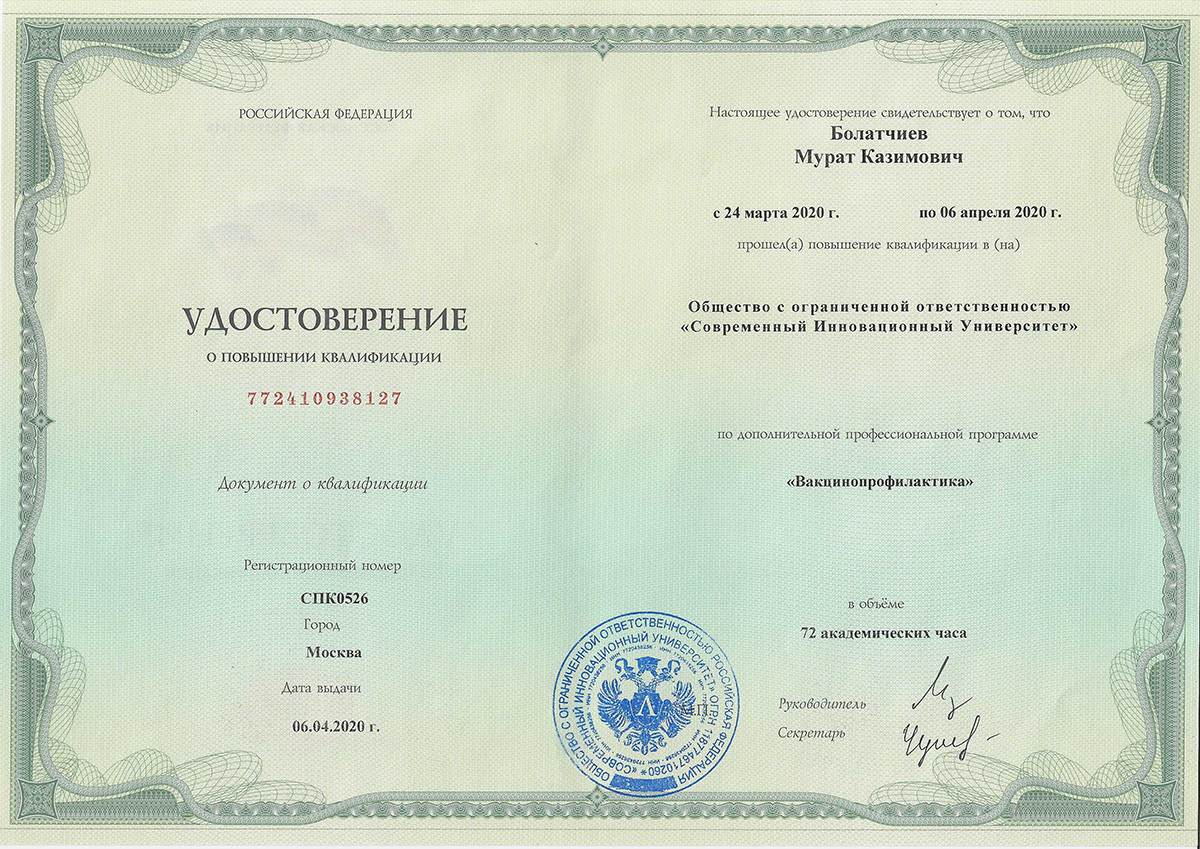 РОССИЙСКАЯ ФЕДЕРАЦИЯ
УДОСТОВЕРЕНИЕ
О ПОВЫШЕНИИ КВАЛИФИКАЦИИ
772410938127
Документ о квалификации
Регистрационный номер
СПК0526
Город
Москва
Дата выдачи
06.04.2020 г.
Настоящее удостоверение свидетельствует о том, что
Болатчиев
Мурат Казимович
с 24 марта 2020 г. по 06 апреля 2020 г.
прошел(а) повышение квалификации в (на)
Общество с ограниченной ответственностью
«Современный Инновационный Университет»
по дополнительной профессиональной программе
«Вакцинопрофилактика»
в объёме
72 академических часа
Руководитель
Секретарь
М.П.
ОБЩЕСТВО С ОГРАНИЧЕННОЙ ОТВЕТСТВЕННОСТЬЮ РОССИЙСКАЯ ФЕДЕРАЦИЯ
«СОВРЕМЕННЫЙ ИННОВАЦИОННЫЙ УНИВЕРСИТЕТ» ОГРН 1187746710260